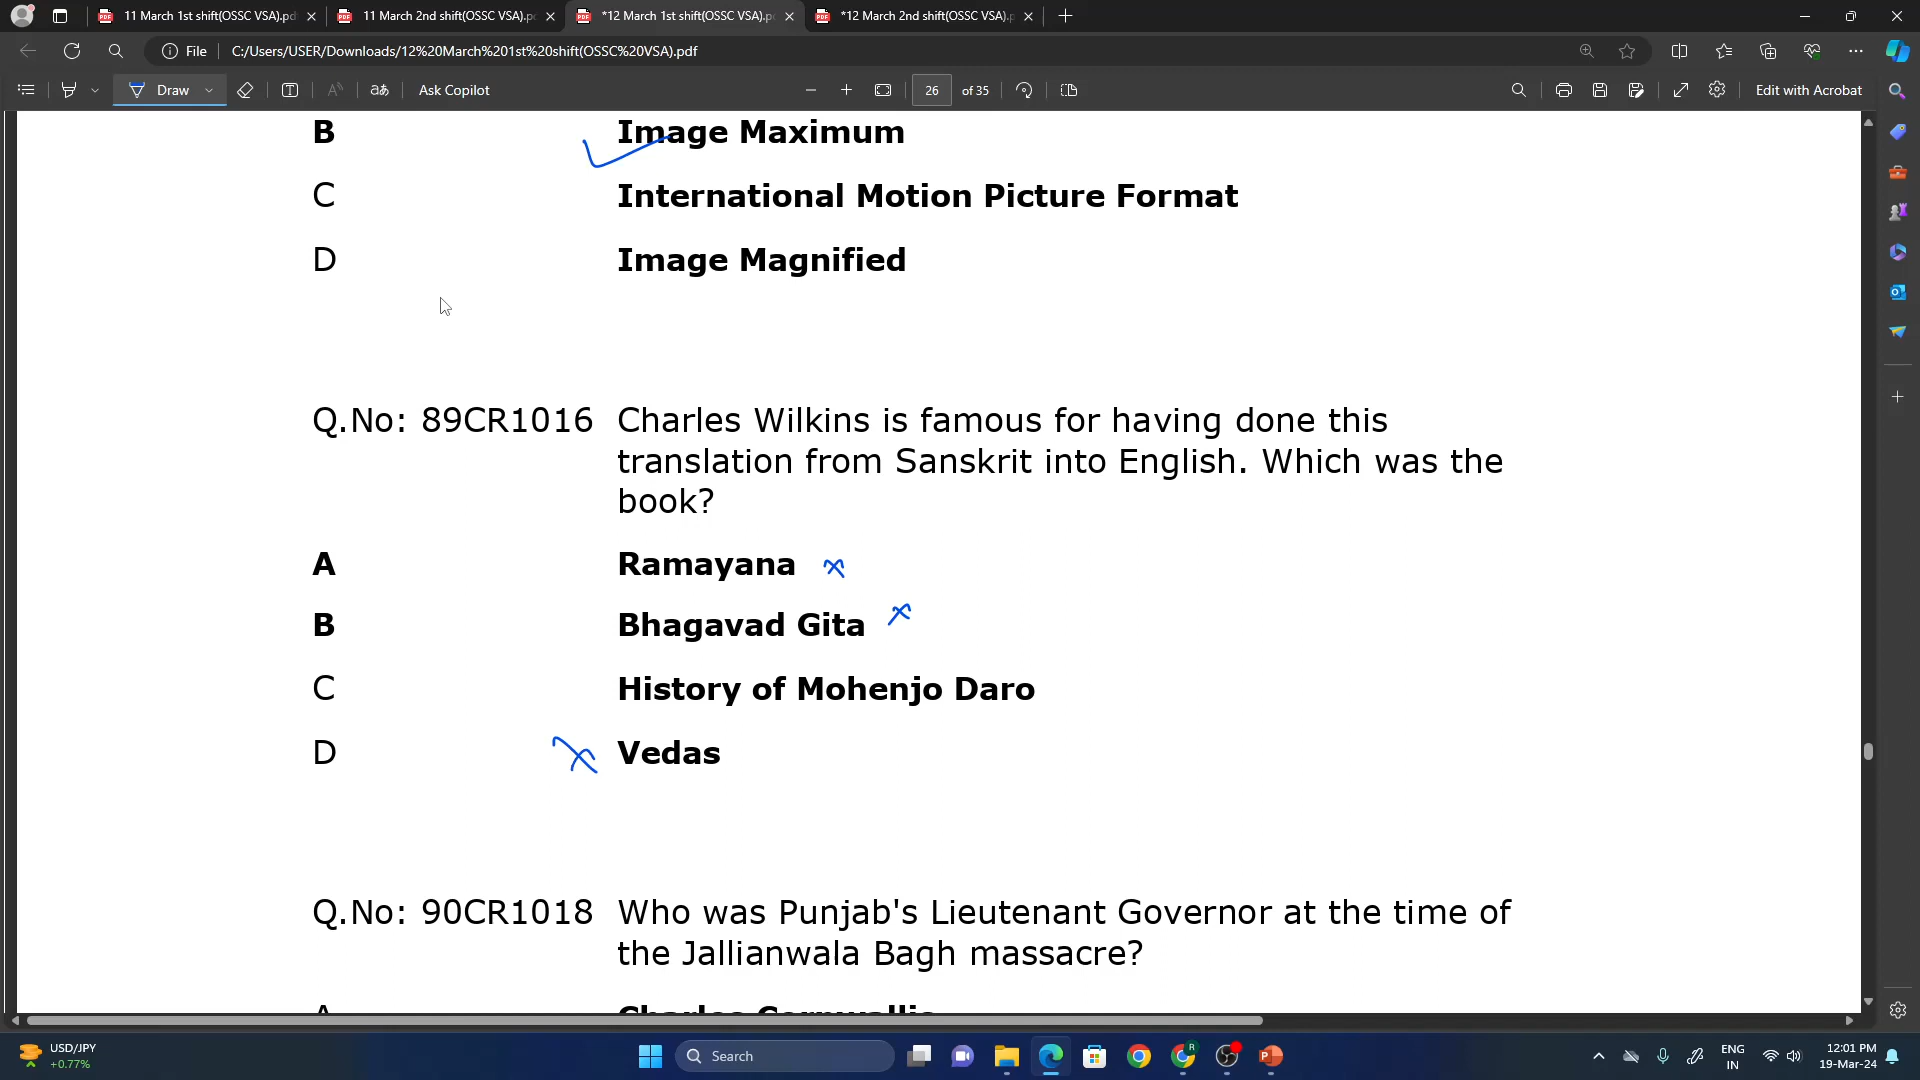 11 March 1st shift(OSSC VSA).pd
11 March 2nd shift(OSSC VSA).pc
*12 March 1st shift(OSSC VSA).pc
*12 March 2nd shift(OSSC VSA).p
File
C:/Users/USER/Downloads/12%20March%201st%20shift(OSSC%20VSA).pdf
Draw
Ask Copilot
26 of 35
Edit with Acrobat
B Image Maximum
C International Motion Picture Format
D Image Magnified
Q.No: 89CR1016 Charles Wilkins is famous for having done this
translation from Sanskrit into English. Which was the
book?
A Ramayana
B Bhagavad Gita
C History of Mohenjo Daro
D Vedas
Q.No: 90CR1018 Who was Punjab's Lieutenant Governor at the time of
the Jallianwala Bagh massacre?
A Charles Cornwallis
USD/JPY
+0.77%
Search
ENG
IN
12:01 PM
19-Mar-24